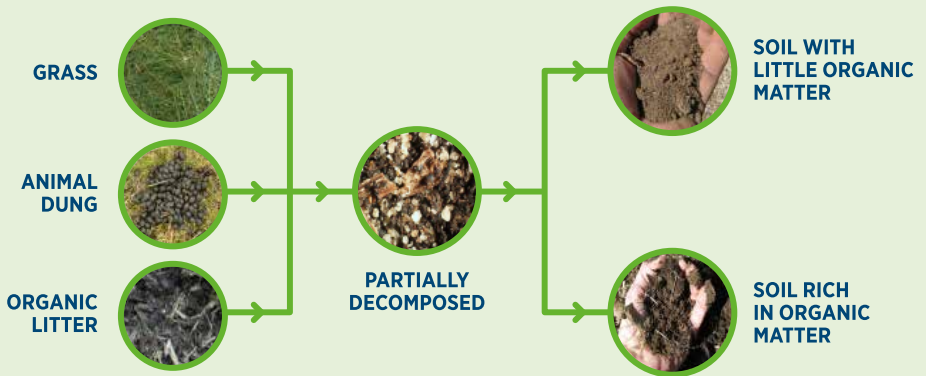 GRASS
ANIMAL
DUNG
ORGANIC
LITTER
PARTIALLY
DECOMPOSED
SOIL WITH
LITTLE ORGANIC
MATTER
SOIL RICH
IN ORGANIC
MATTER